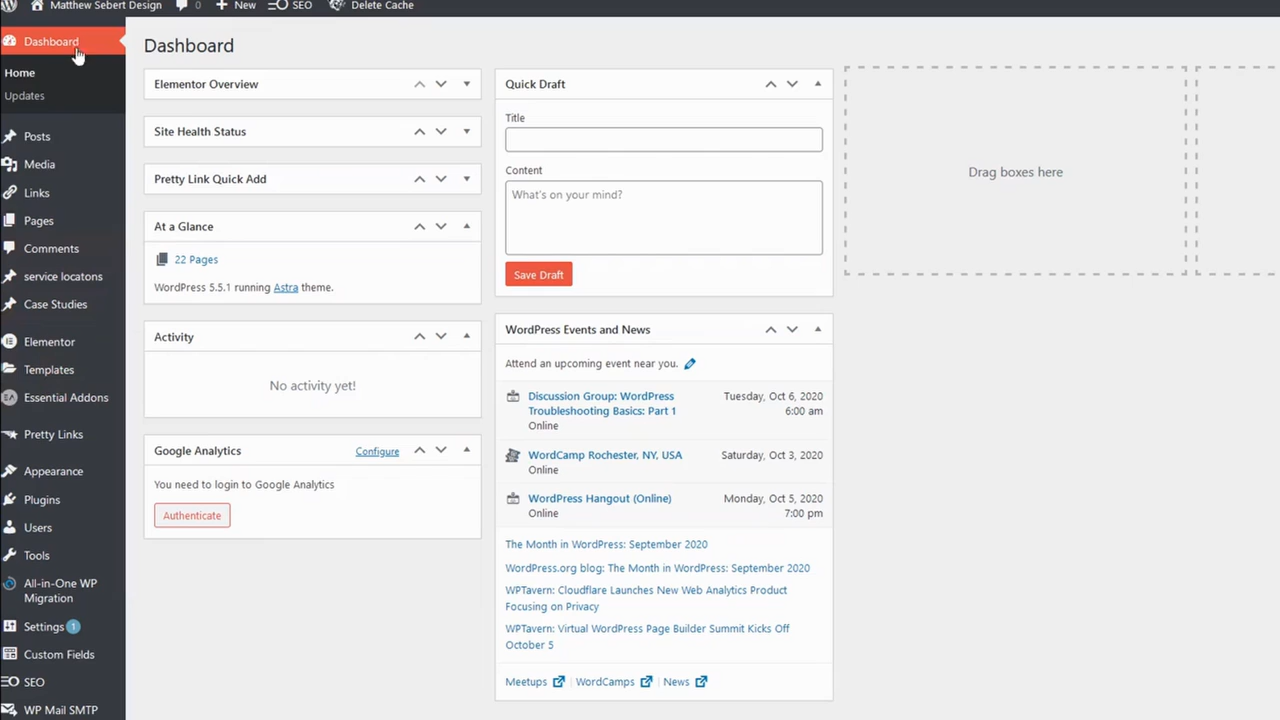 Matthew Sebert Design 0 New SEO Delete Cache
Dashboard
Home
Updates
Posts
Media
Links
Pages
Comments
service locatons
Case Studies
Elementor
Templates
Essential Addons
Pretty Links
Appearance
Plugins
Users
Tools
All-in-One WP
Migration
Settings 1
Custom Fields
SEO
WP Mail SMTP
Dashboard
Elementor Overview
Site Health Status
Pretty Link Quick Add
At a Glance
22 Pages
WordPress 5.5.1 running Astra theme.
Activity
No activity yet!
Google Analytics Configure
You need to login to Google Analytics
Authenticate
Quick Draft
Title
Content
What's on your mind?
Save Draft
WordPress Events and News
Attend an upcoming event near you.
Discussion Group: WordPress Tuesday, Oct 6, 2020
Troubleshooting Basics: Part 1 6:00 am
Online
WordCamp Rochester, NY, USA Saturday, Oct 3, 2020
Online
WordPress Hangout (Online) Monday, Oct 5, 2020
Online 7:00 pm
The Month in WordPress: September 2020
WordPress.org blog: The Month in WordPress: September 2020
WPTavern: Cloudflare Launches New Web Analytics Product
Focusing on Privacy
WPTavern: Virtual WordPress Page Builder Summit Kicks Off
October 5
Meetups | WordCamps | News
Drag boxes here